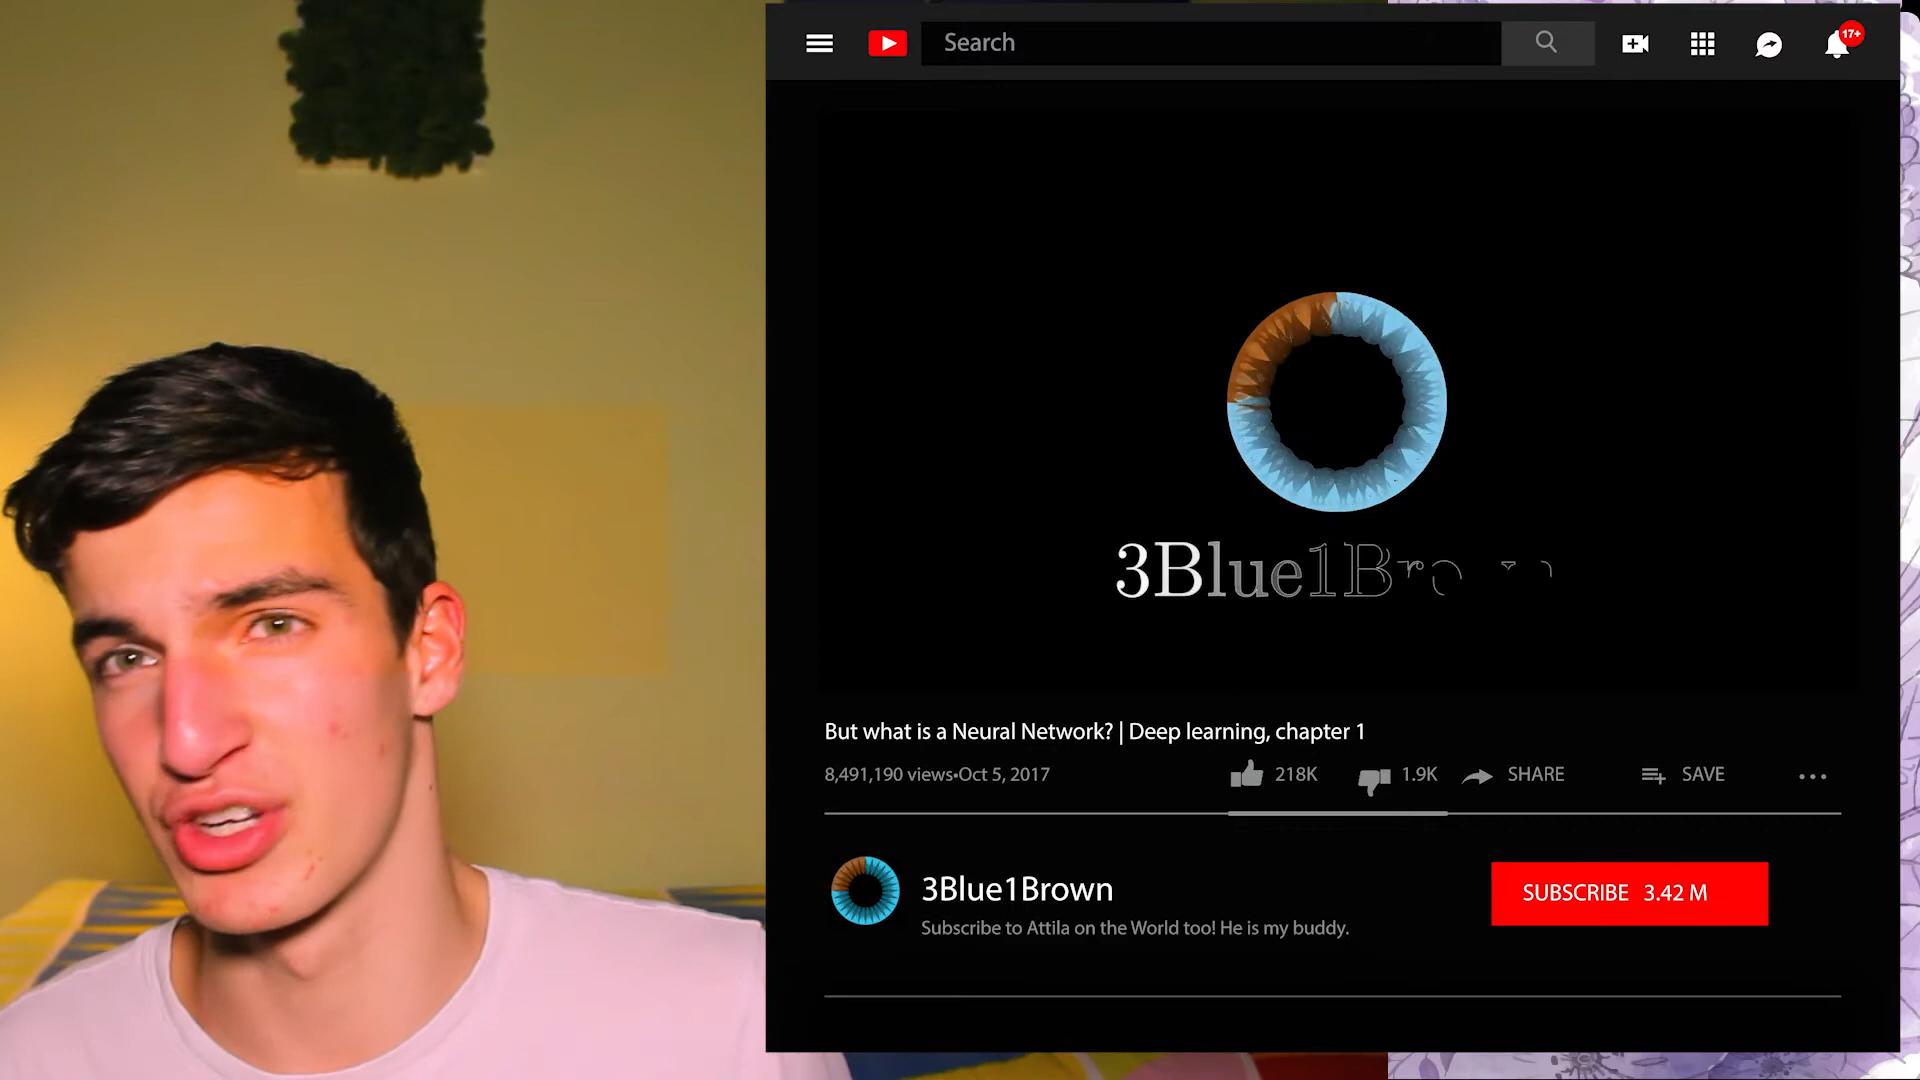 Search
17+
3Blue1Brown
But what is a Neural Network? | Deep learning, chapter 1
8,491,190 views•Oct 5, 2017
218K
1.9K
SHARE
SAVE
3Blue1Brown
SUBSCRIBE 3.42 M
Subscribe to Attila on the World too! He is my buddy.